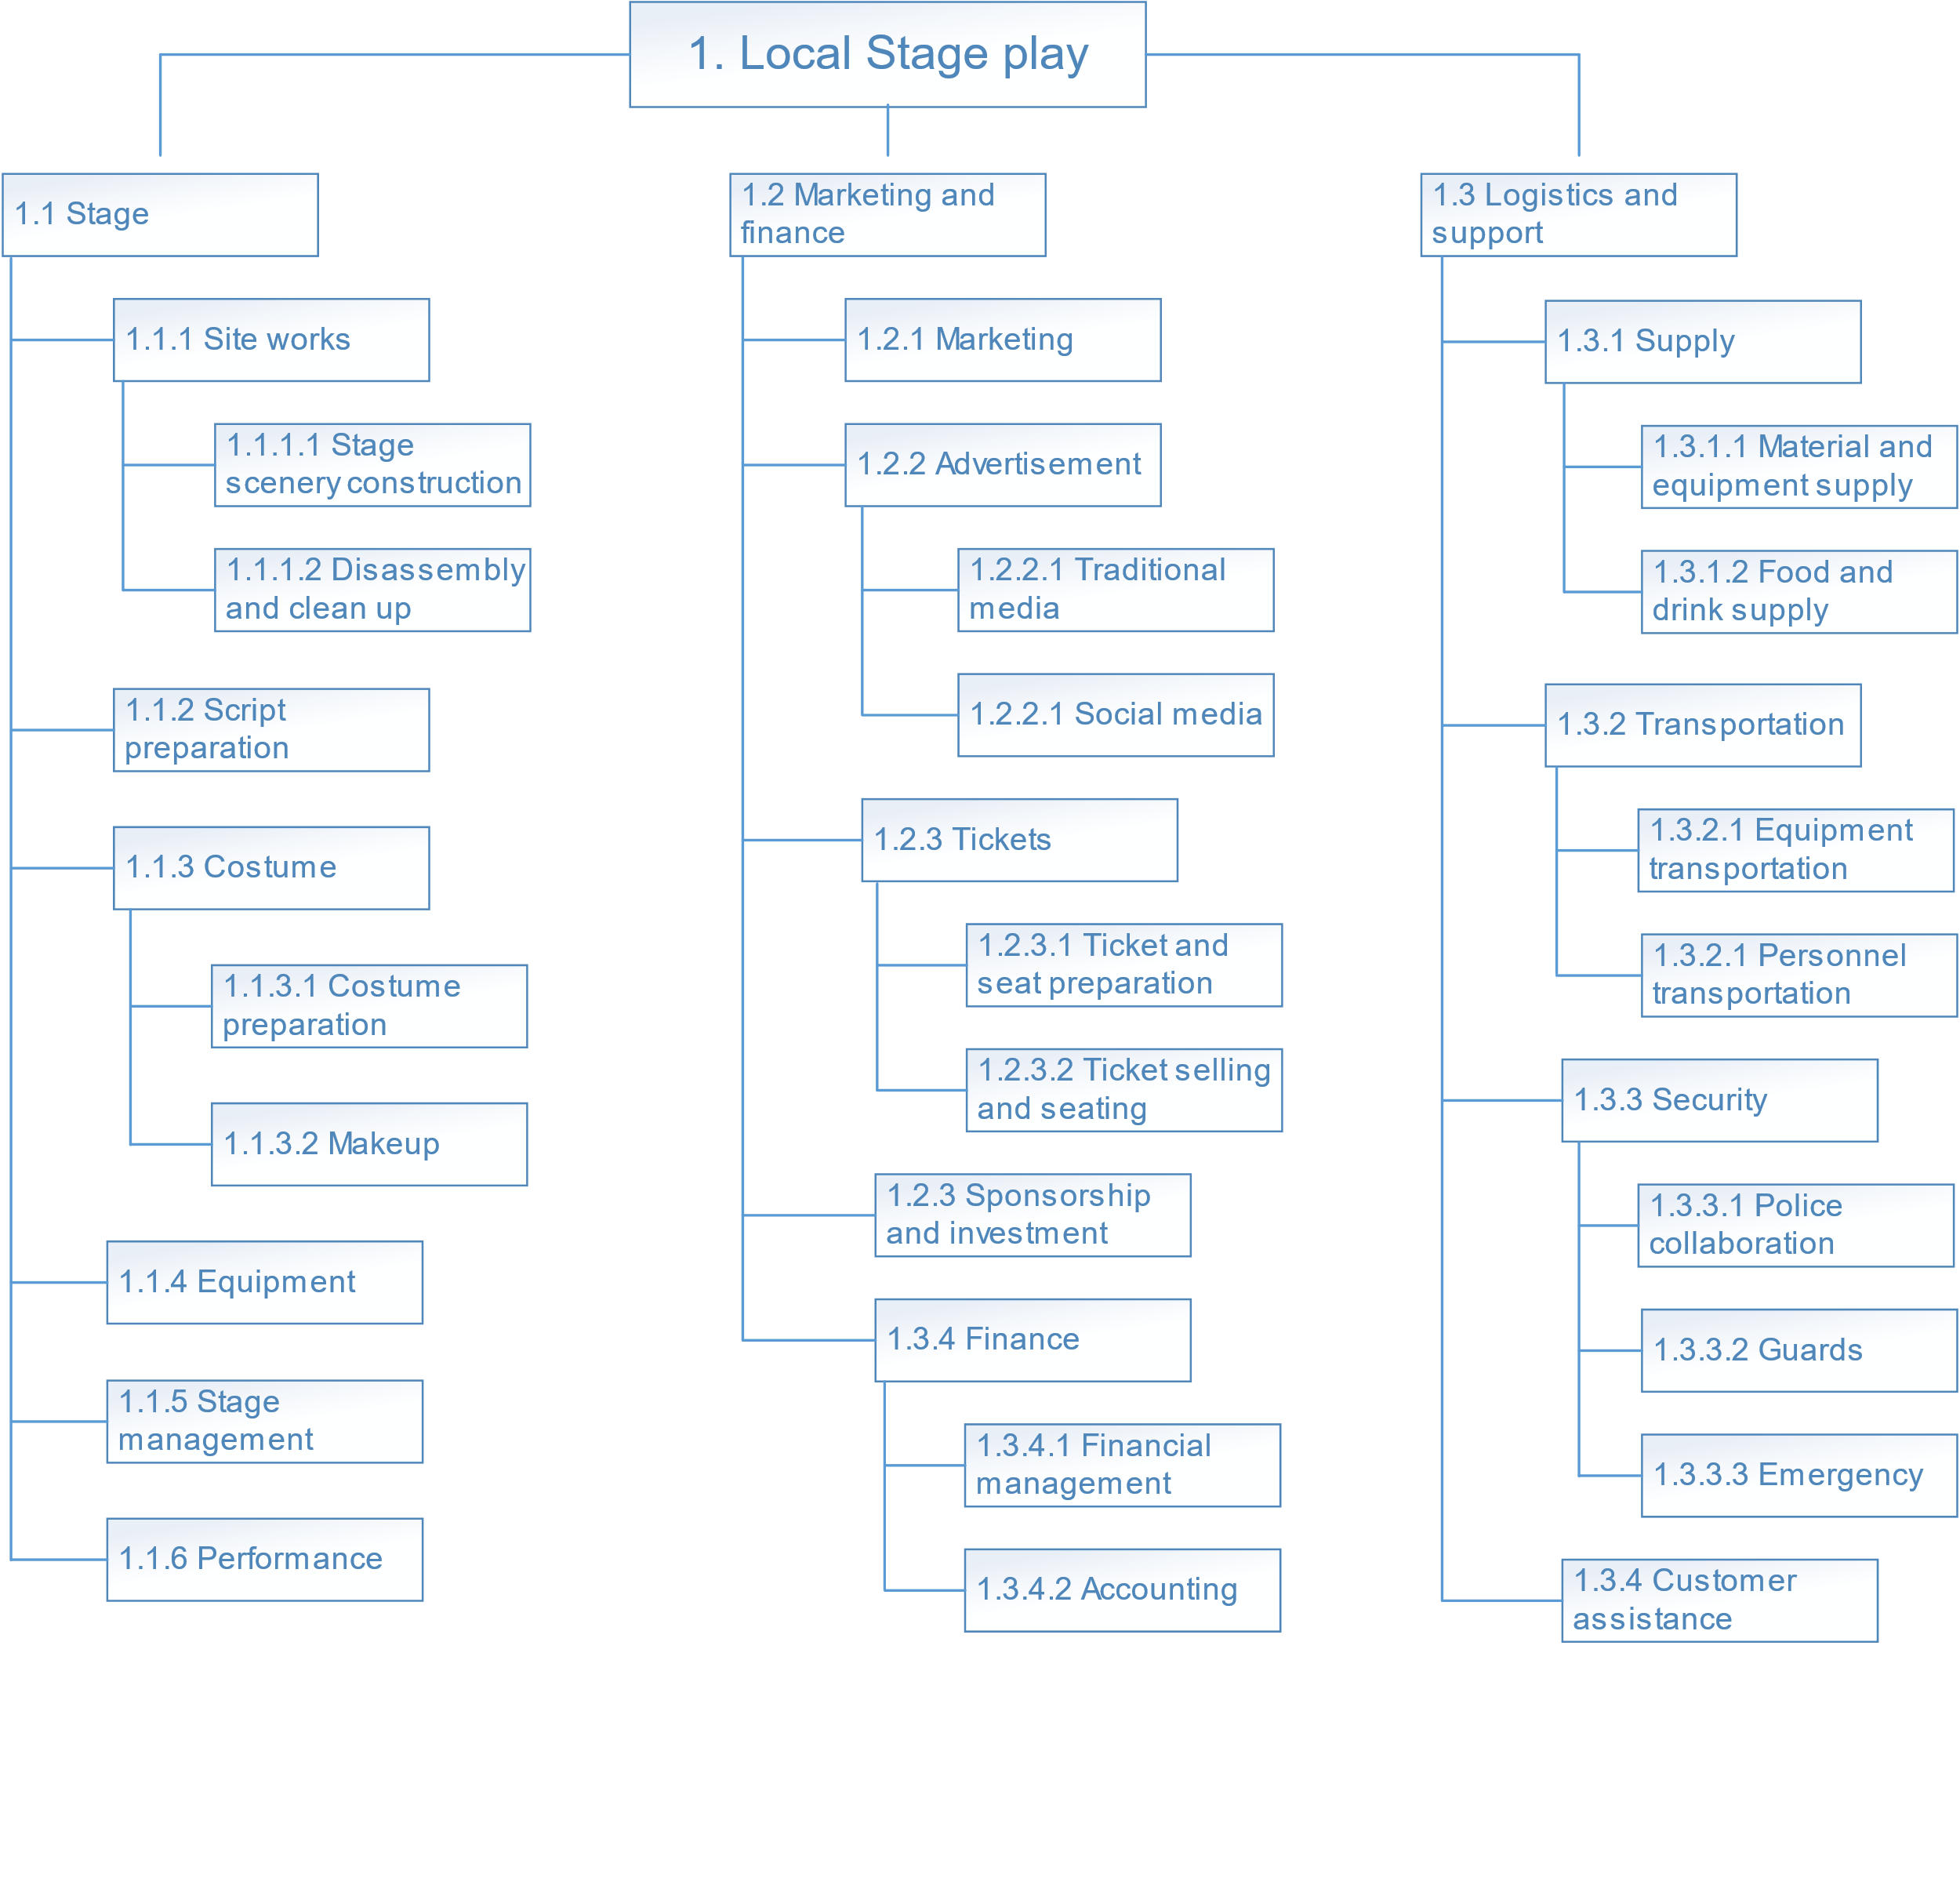 1. Local Stage play
1.1 Stage
1.1.1 Site works
1.1.1.1 Stage
scenery construction
1.1.1.2 Disassembly
and clean up
1.1.2 Script
preparation
1.1.3 Costume
1.1.3.1 Costume
preparation
1.1.3.2 Makeup
1.1.4 Equipment
1.1.5 Stage
management
1.1.6 Performance
1.2 Marketing and
finance
1.2.1 Marketing
1.2.2 Advertisement
1.2.2.1 Traditional
media
1.2.2.1 Social media
1.2.3 Tickets
1.2.3.1 Ticket and
seat preparation
1.2.3.2 Ticket selling
and seating
1.2.3 Sponsorship
and investment
1.3.4 Finance
1.3.4.1 Financial
management
1.3.4.2 Accounting
1.3 Logistics and
support
1.3.1 Supply
1.3.1.1 Material and
equipment supply
1.3.1.2 Food and
drink supply
1.3.2 Transportation
1.3.2.1 Equipment
transportation
1.3.2.1 Personnel
transportation
1.3.3 Security
1.3.3.1 Police
collaboration
1.3.3.2 Guards
1.3.3.3 Emergency
1.3.4 Customer
assistance